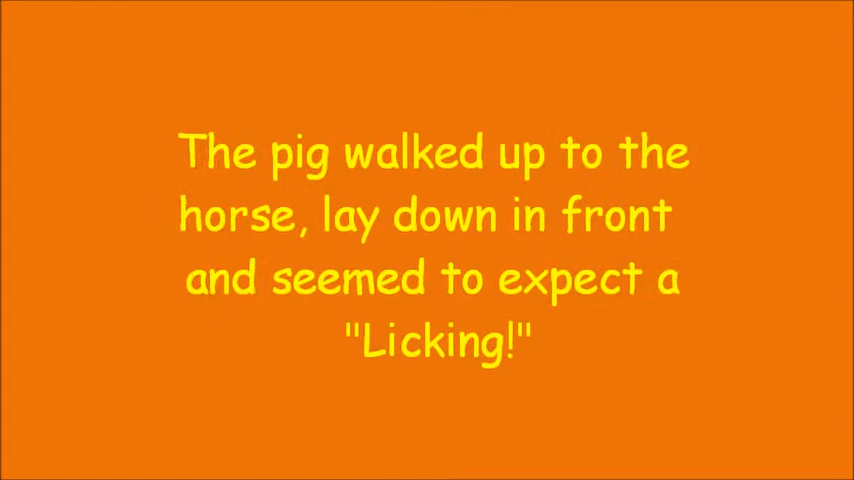 The pig walked up to the
horse, lay down in front
and seemed to expect a
"Licking!"